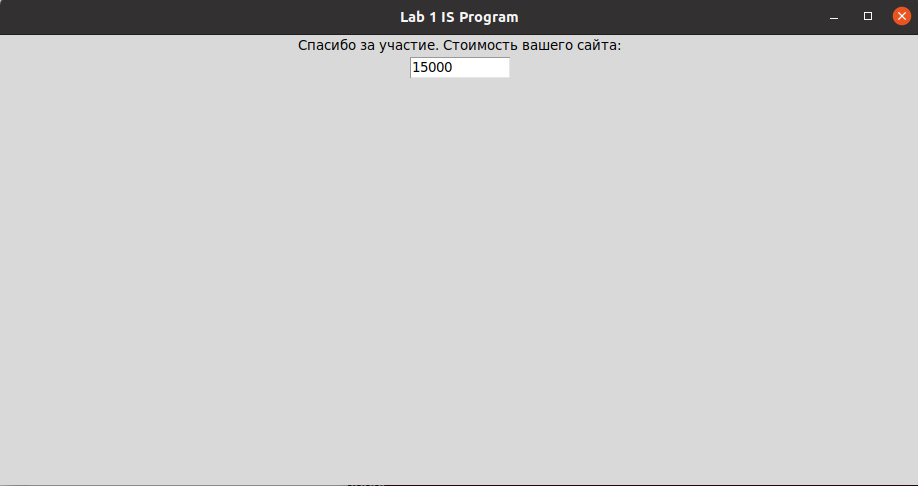 Lab 1 IS Program
Спасибо за участие. Стоимость вашего сайта:
15000